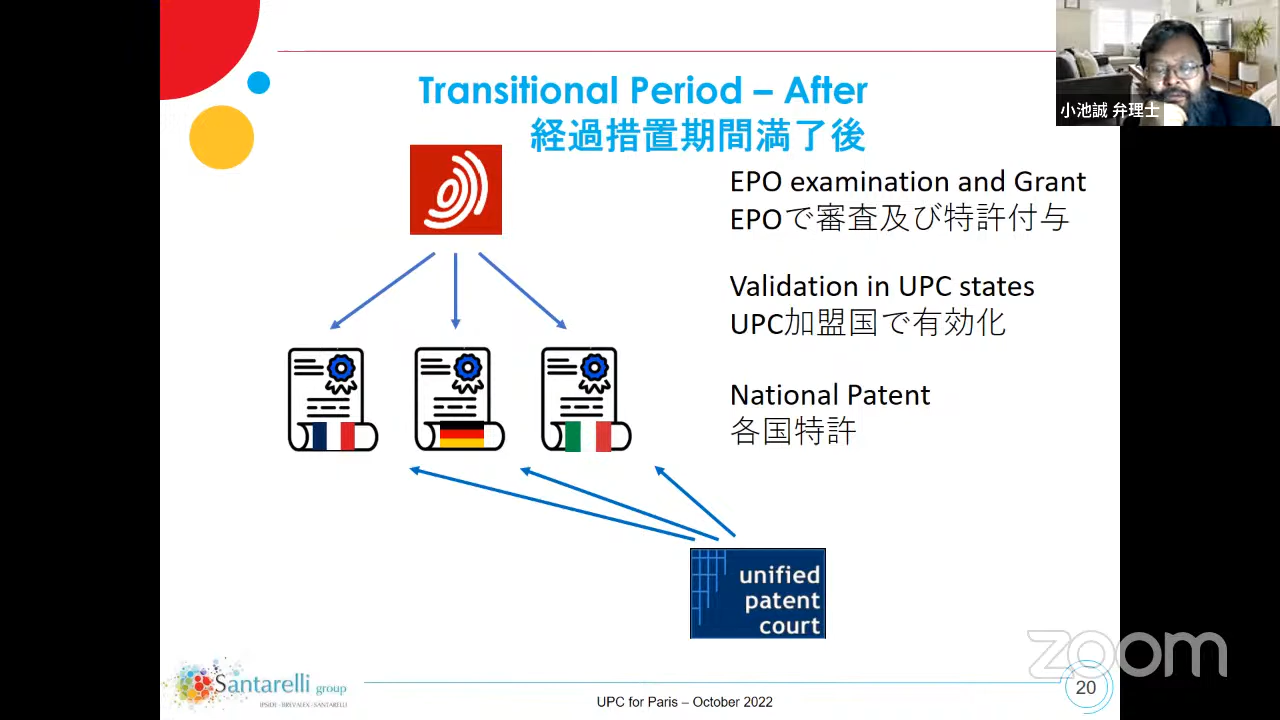 Transitional Period – After
経過措置期間満了後
小池誠 弁理士
EPO examination and Grant
EPOで審査及び特許付与
Validation in UPC states
UPC加盟国で有効化
National Patent
各国特許
unified
patent
court
zoom
Santarelli group
IPSIDE - BREVALEX - SANTARELLI
UPC for Paris – October 2022
20